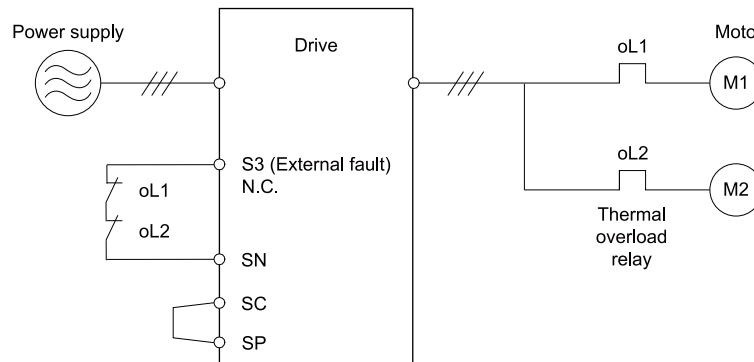 Power supply
Drive
oL1
Moto
M1
S3 (External fault)
N.C.
oL1
oL2
oL2
M2
Thermal
overload
relay
SN
SC
SP